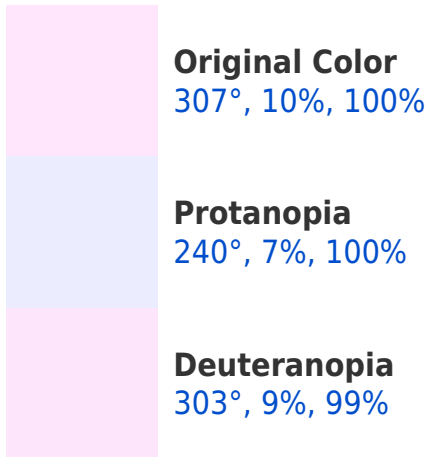 Original Color
307°, 10%, 100%
Protanopia
240°, 7%, 100%
Deuteranopia
303°, 9%, 99%